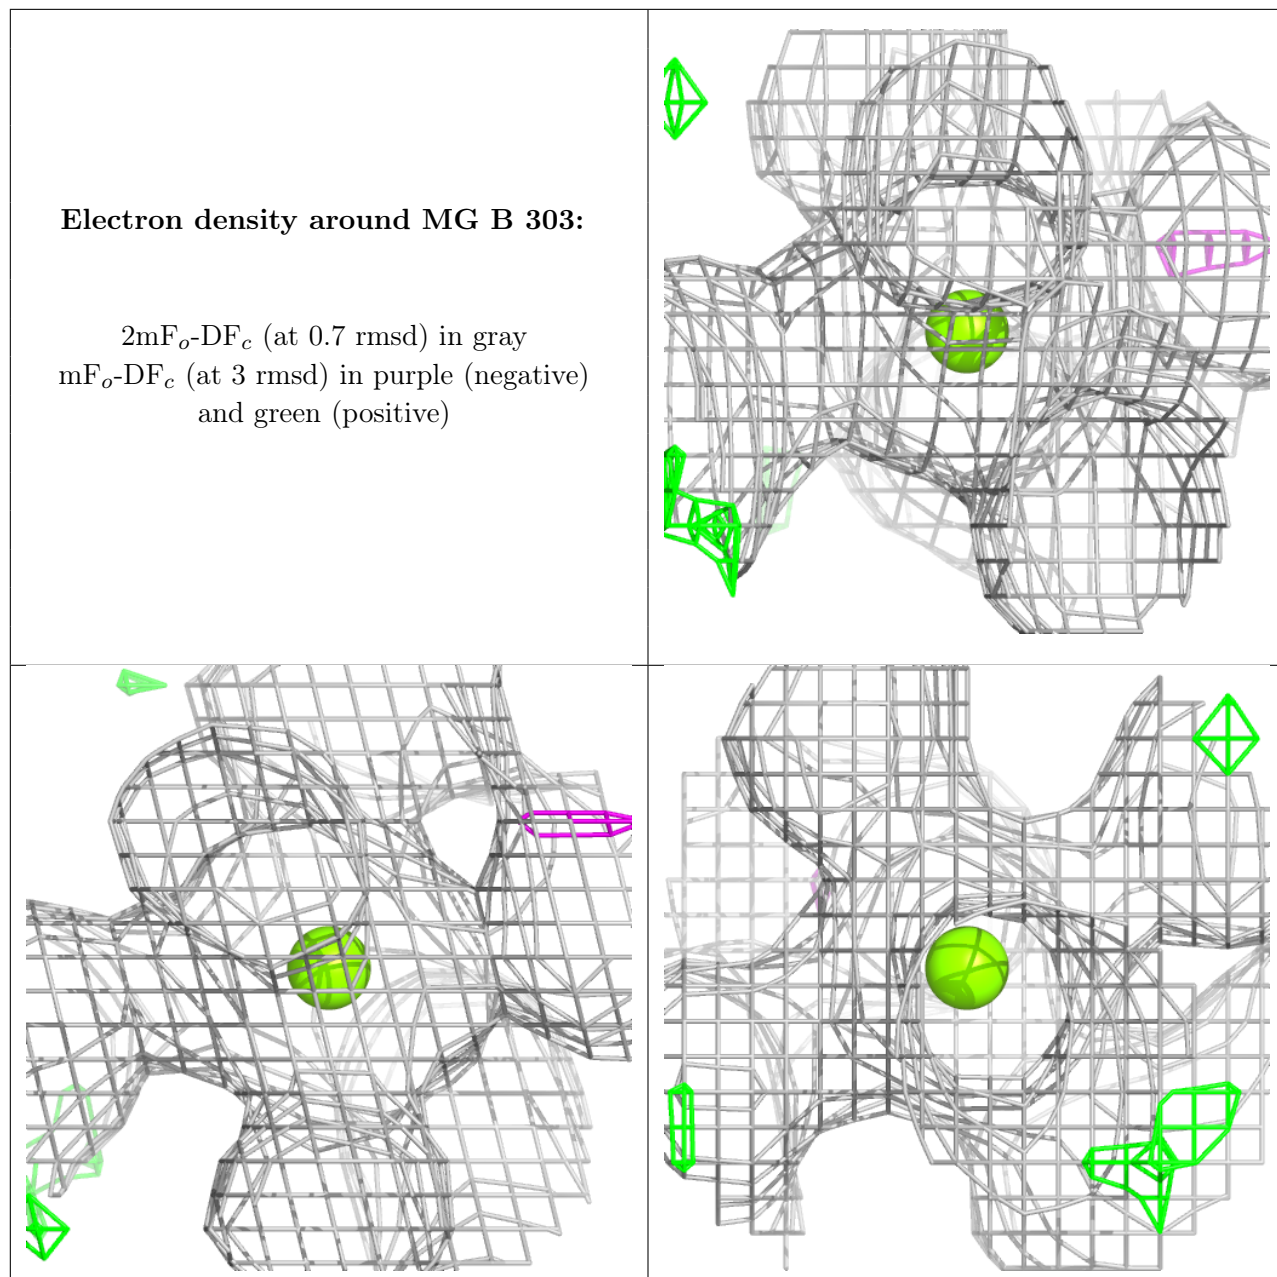 Electron density around MG B 303:
2mFo-DFc (at 0.7 rmsd) in gray
mFo-DFc (at 3 rmsd) in purple (negative)
and green (positive)